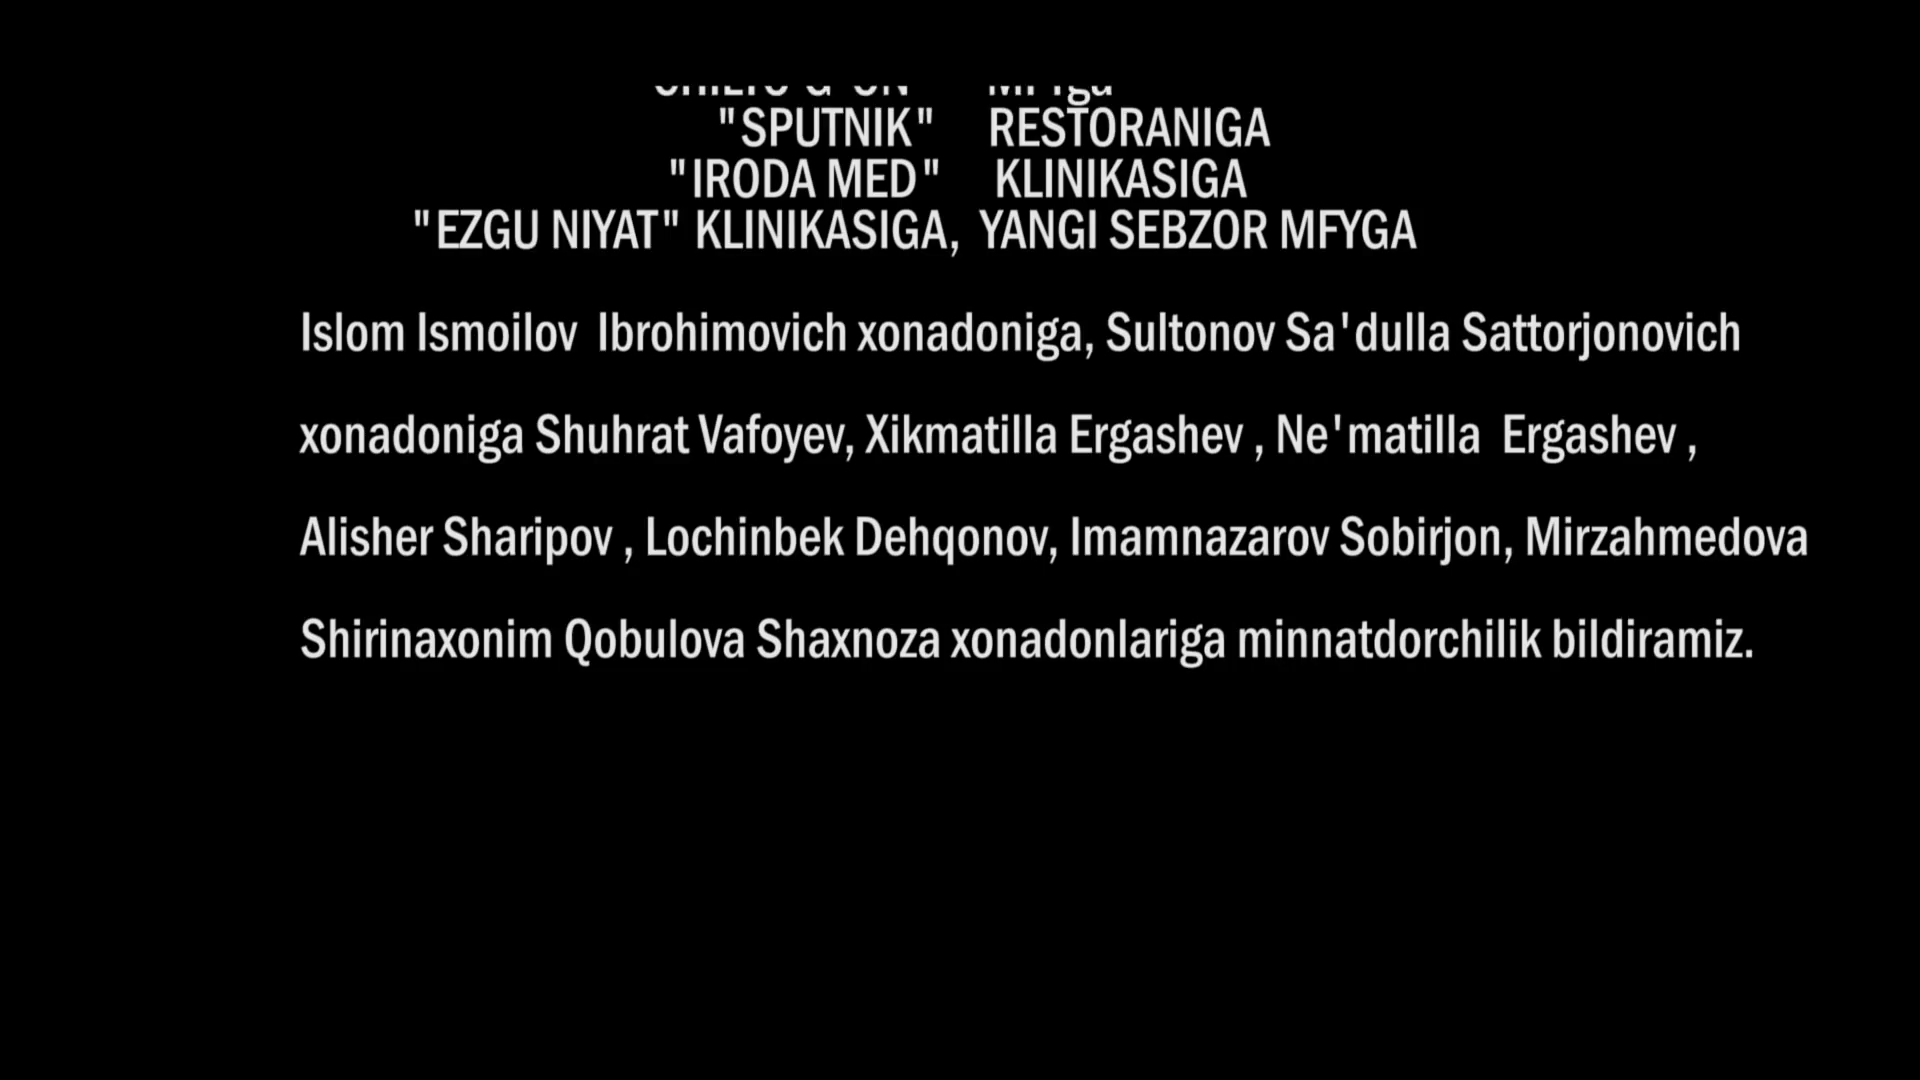 MFYga
"SPUTNIK" RESTORANIGA
"IRODA MED" KLINIKASIGA
"EZGU NIYAT" KLINIKASIGA, YANGI SEBZOR MFYGA
Islom Ismoilov Ibrohimovich xonadoniga, Sultonov Sa'dulla Sattorjonovich
xonadoniga Shuhrat Vafoyev, Xikmatilla Ergashev , Ne'matilla Ergashev ,
Alisher Sharipov , Lochinbek Dehqonov, Imamnazarov Sobirjon, Mirzahmedova
Shirinaxonim Qobulova Shaxnoza xonadonlariga minnatdorchilik bildiramiz.